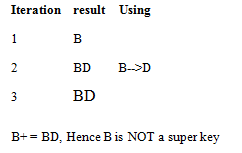 Iteration result Using
1 B
2 BD B-->D
3 BD
B+= BD, Hence B is NOT a super key